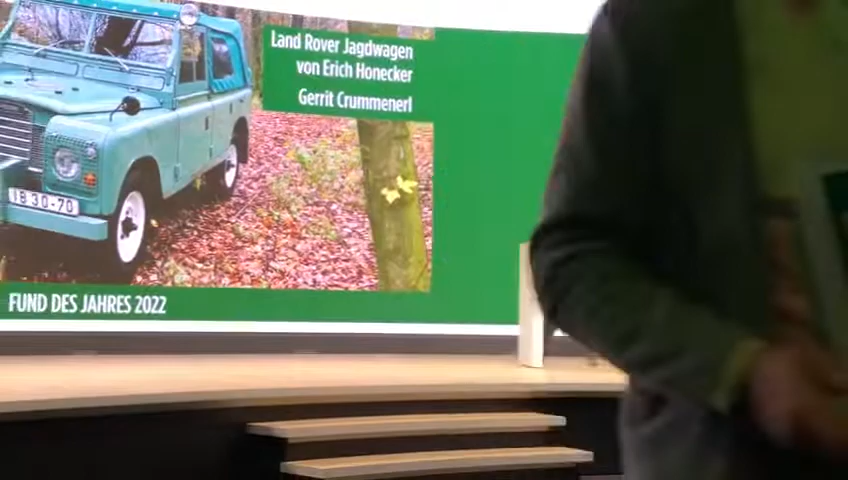 Land Rover Jagdwagen
von Erich Honecker
Gerrit Crummenerl
IB 30-70
FUND DES JAHRES 2022